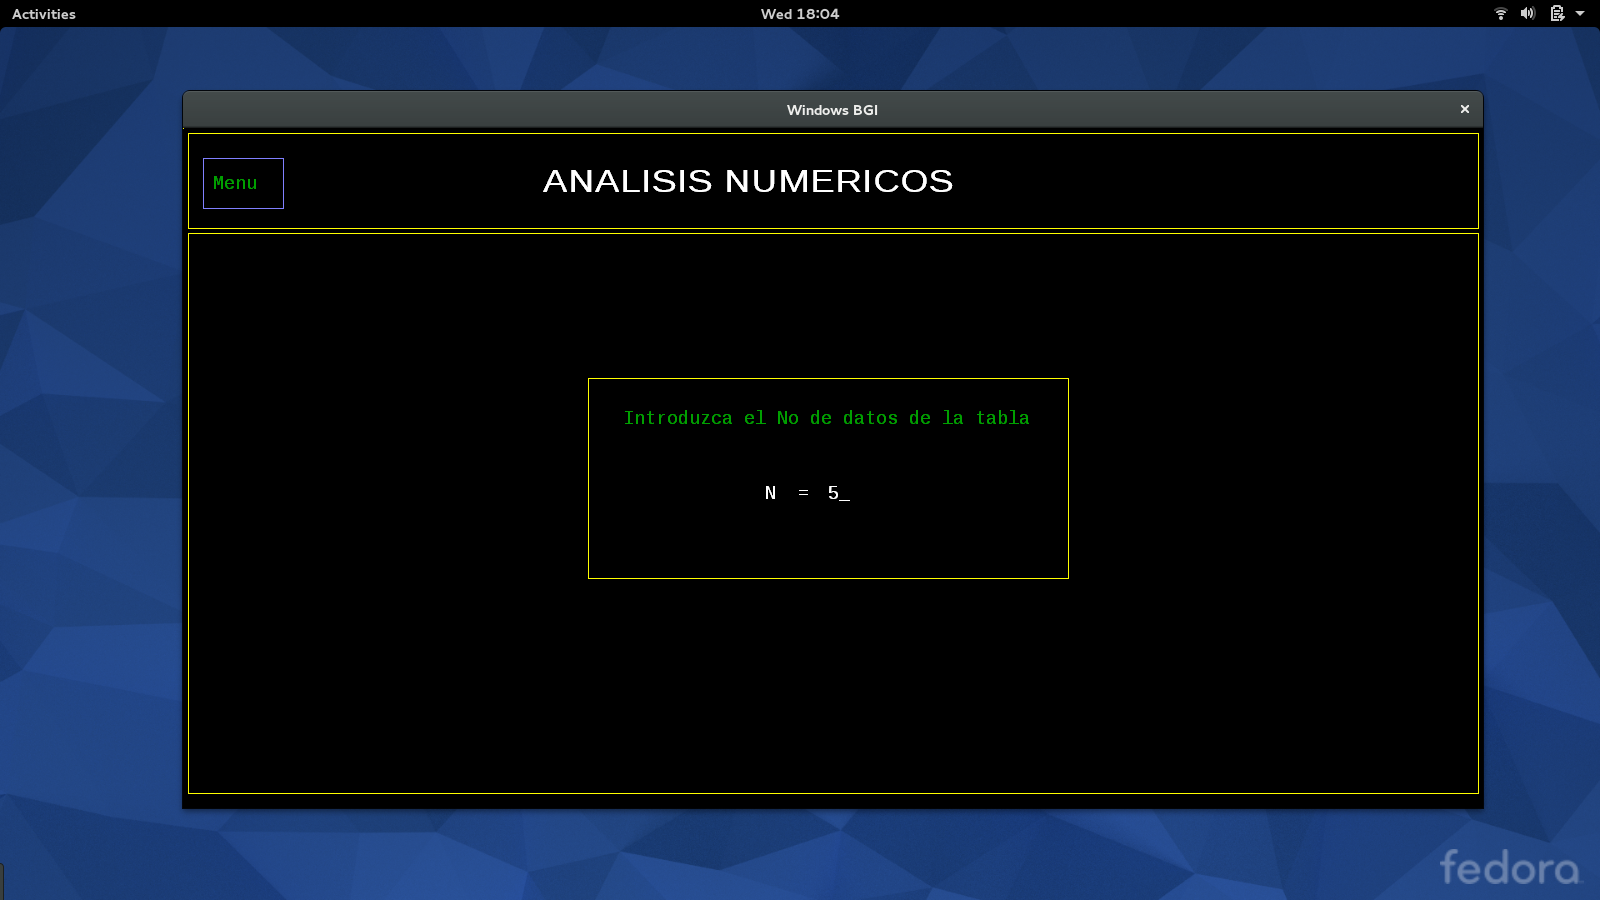 Activities
Wed 18:04
Windows BGI
Menu
ANALISIS NUMERICOS
Introduzca el No de datos de la tabla
N = 5_
fedora